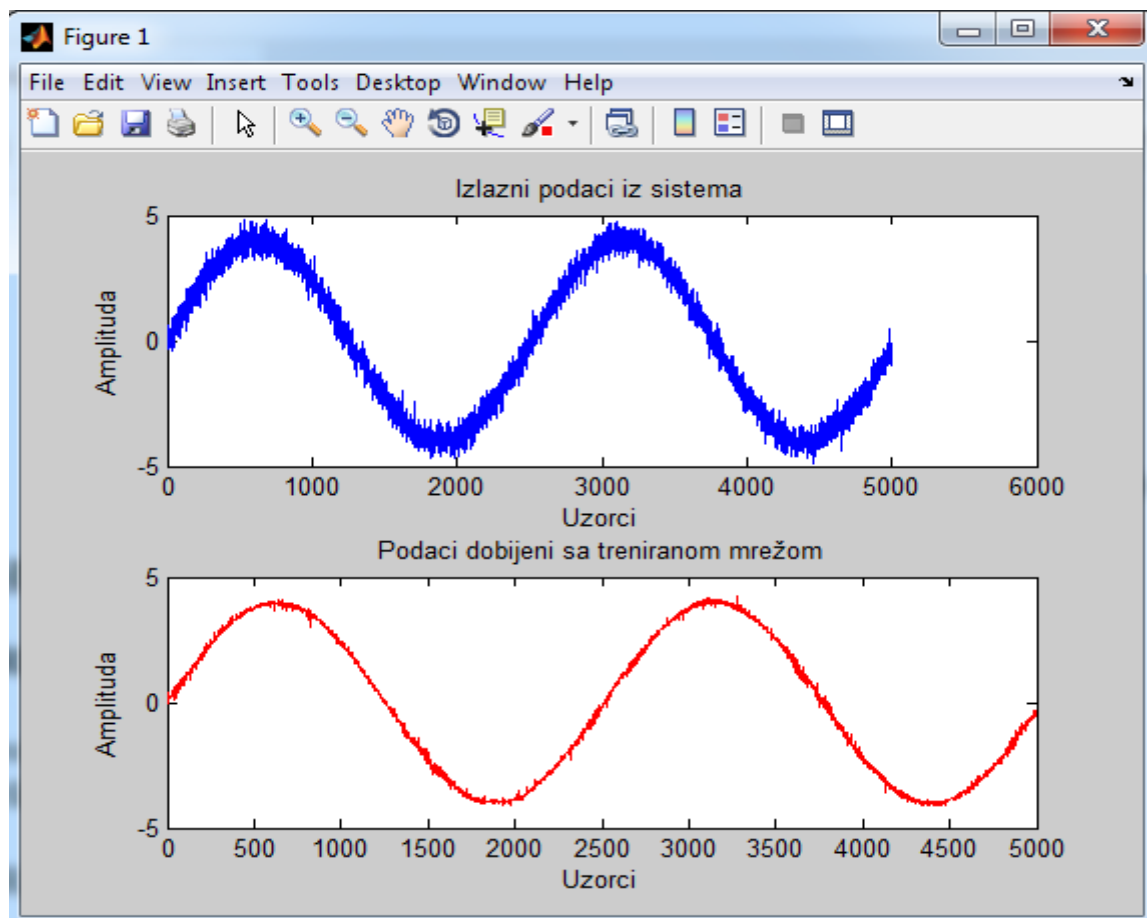 Figure 1
File Edit View Insert Tools Desktop Window Help
Izlazni podaci iz sistema
5
0
-5
Amplituda
0 1000 2000 3000 4000 5000 6000
Uzorci
Podaci dobijeni sa treniranom mrežom
5
0
-5
Amplituda
0 500 1000 1500 2000 2500 3000 3500 4000 4500 5000
Uzorci